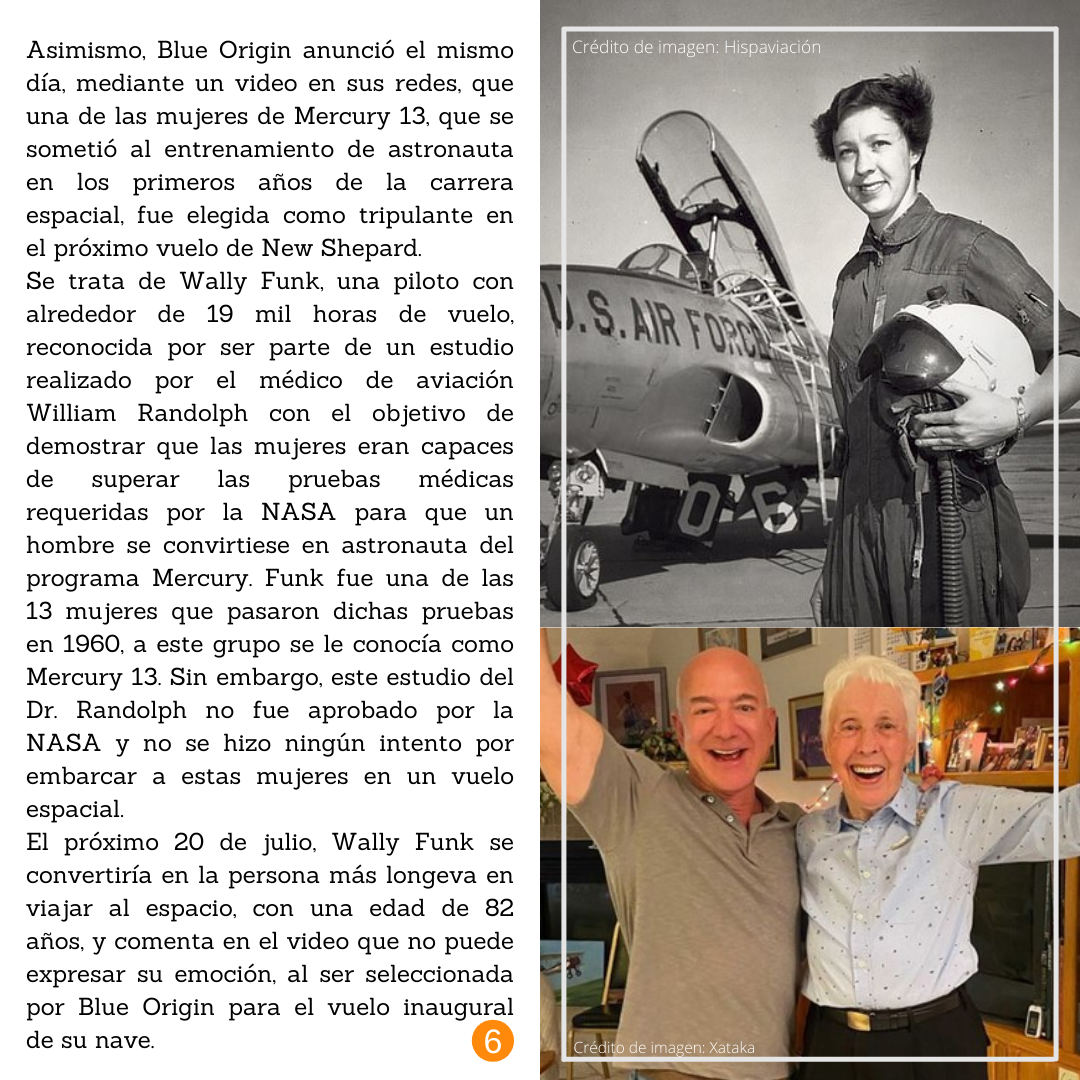 Asimismo, Blue Origin anunció el mismo
día, mediante un video en sus redes, que
una de las mujeres de Mercury 13, que se
sometió al entrenamiento de astronauta
en los primeros años de la carrera
espacial, fue elegida como tripulante en
el próximo vuelo de New Shepard.
Se trata de Wally Funk, una piloto con
alrededor de 19 mil horas de vuelo,
reconocida por ser parte de un estudio
realizado por el médico de aviación
William Randolph con el objetivo de
demostrar que las mujeres eran capaces
de superar las pruebas médicas
requeridas por la NASA para que un
hombre se convirtiese en astronauta del
programa Mercury. Funk fue una de las
13 mujeres que pasaron dichas pruebas
en 1960, a este grupo se le conocía como
Mercury 13. Sin embargo, este estudio del
Dr. Randolph no fue aprobado por la
NASA y no se hizo ningún intento por
embarcar a estas mujeres en un vuelo
espacial.
El próximo 20 de julio, Wally Funk se
convertiría en la persona más longeva en
viajar al espacio, con una edad de 82
años, y comenta en el video que no puede
expresar su emoción, al ser seleccionada
por Blue Origin para el vuelo inaugural
de su nave.
6
Crédito de imagen: Hispaviación
U.S. AIR FORCE
06
Crédito de imagen: Xataka